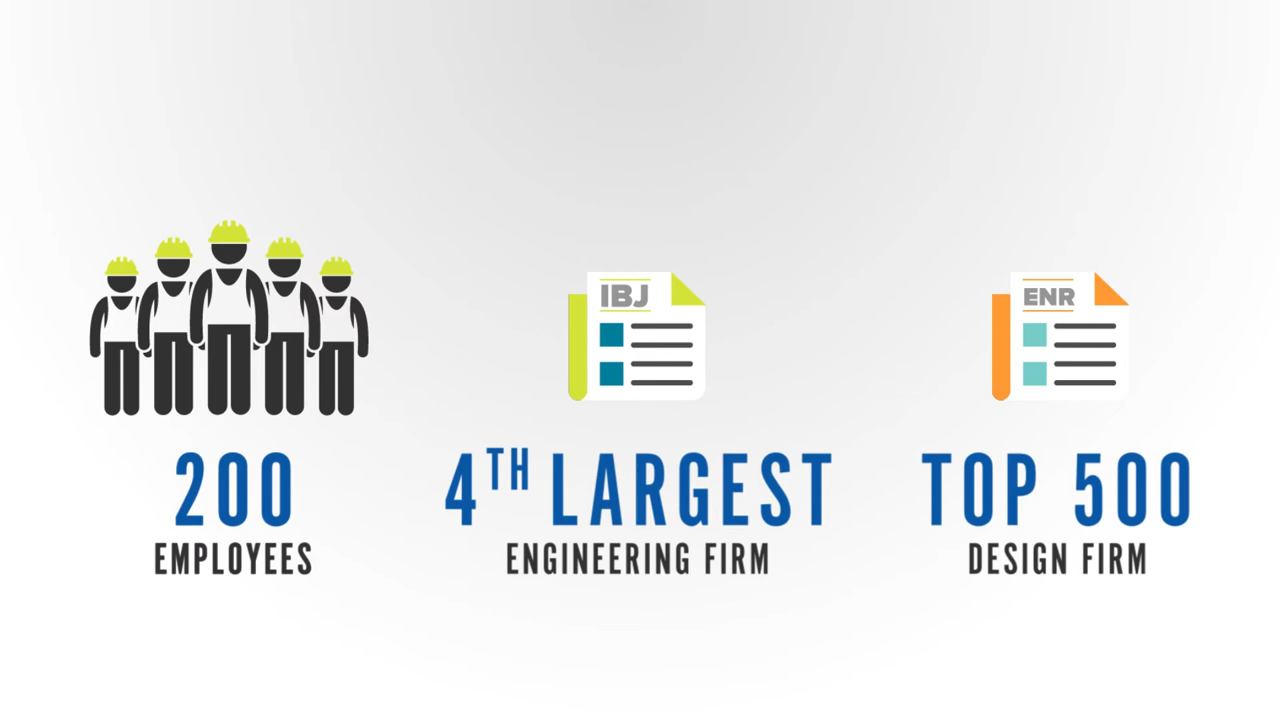 IBJ
ENR
200
EMPLOYEES
4TH LARGEST
ENGINEERING FIRM
TOP 500
DESIGN FIRM